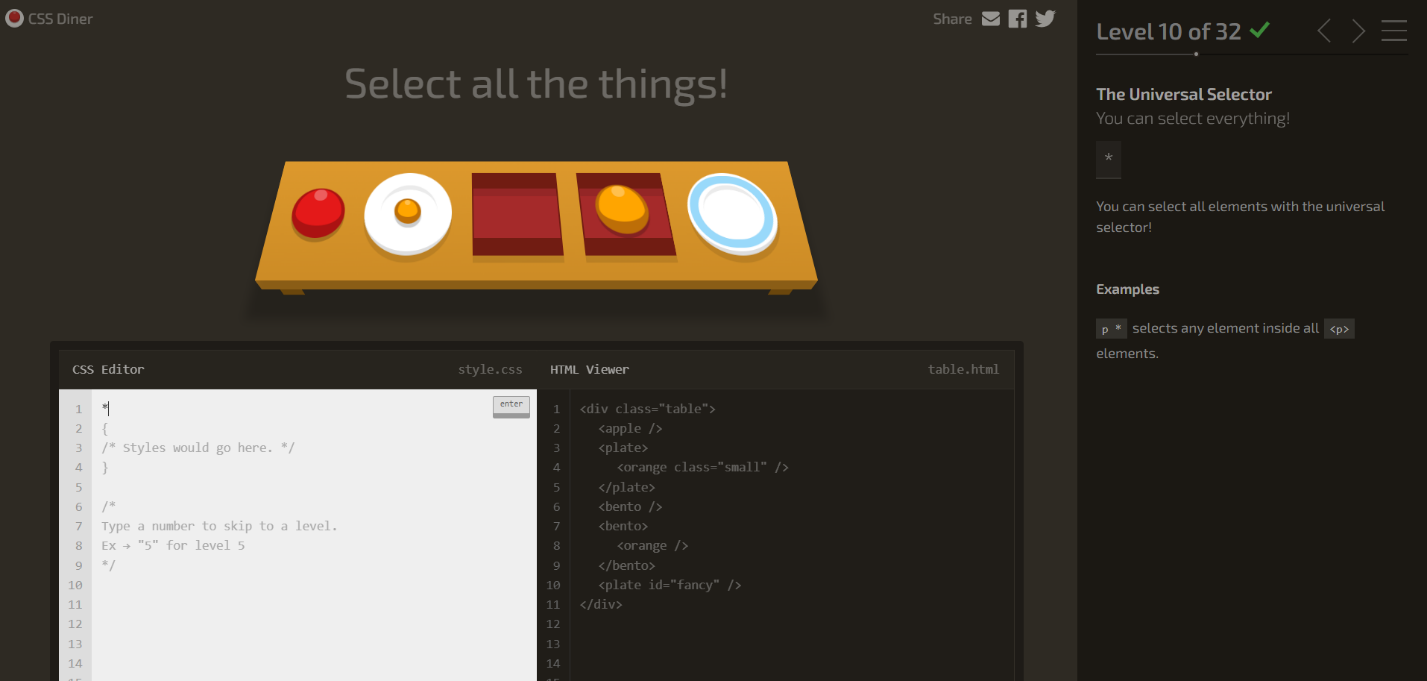 CSS Diner
Share
Select all the things!
CSS Editor
style.css
HTML Viewer
table.html
enter
1 *
2 {
3 /* Styles would go here. */
4 }
5
6 /*
7 Type a number to skip to a level.
8 Ex → "5" for level 5
9 */
10
11
12
13
14
1 <div class="table">
2 <apple />
3 <plate>
4 <orange class="small" />
5 </plate>
6 <bento />
7 <bento>
8 <orange />
9 </bento>
10 <plate id="fancy" />
11 </div>
12
13
14
Level 10 of 32
The Universal Selector
You can select everything!
*
You can select all elements with the universal
selector!
Examples
p * selects any element inside all <p>
elements.